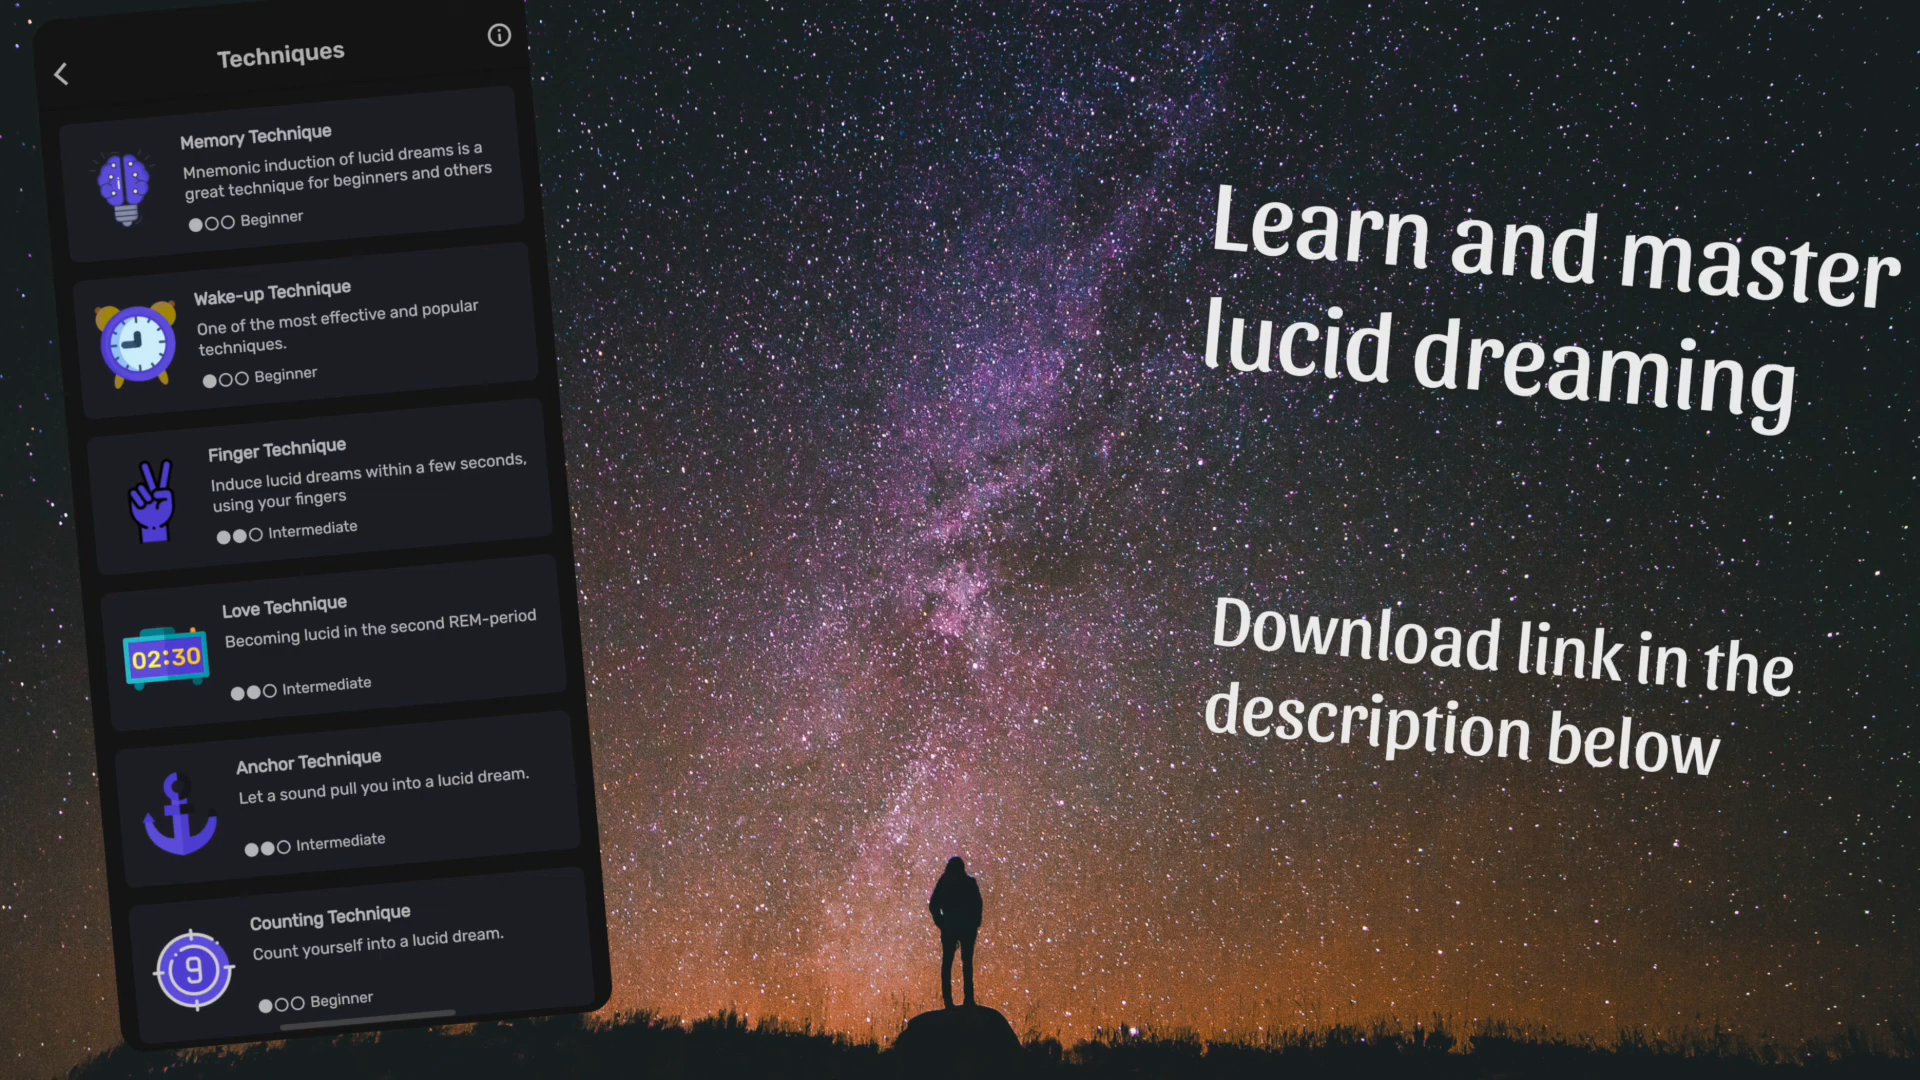 Techniques
Memory Technique
Mnemonic induction of lucid dreams is a
great technique for beginners and others
Beginner
Wake-up Technique
One of the most effective and popular
techniques.
Beginner
Finger Technique
Induce lucid dreams within a few seconds,
using your fingers
Intermediate
Love Technique
Becoming lucid in the second REM-period
02:30
Intermediate
Anchor Technique
Let a sound pull you into a lucid dream.
Intermediate
Counting Technique
Count yourself into a lucid dream.
9
Beginner
Learn and master
lucid dreaming
Download link in the
description below